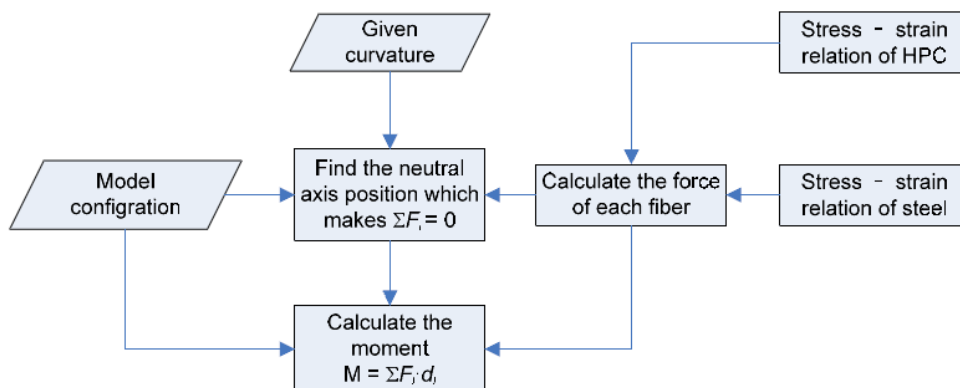 Given
curvature
Stress - strain
relation of HPC
Model
configration
Find the neutral
axis position which
makes ΣFᵢ = 0
Calculate the force
of each fiber
Stress - strain
relation of steel
Calculate the
moment
M = ΣFᵢ·dᵢ